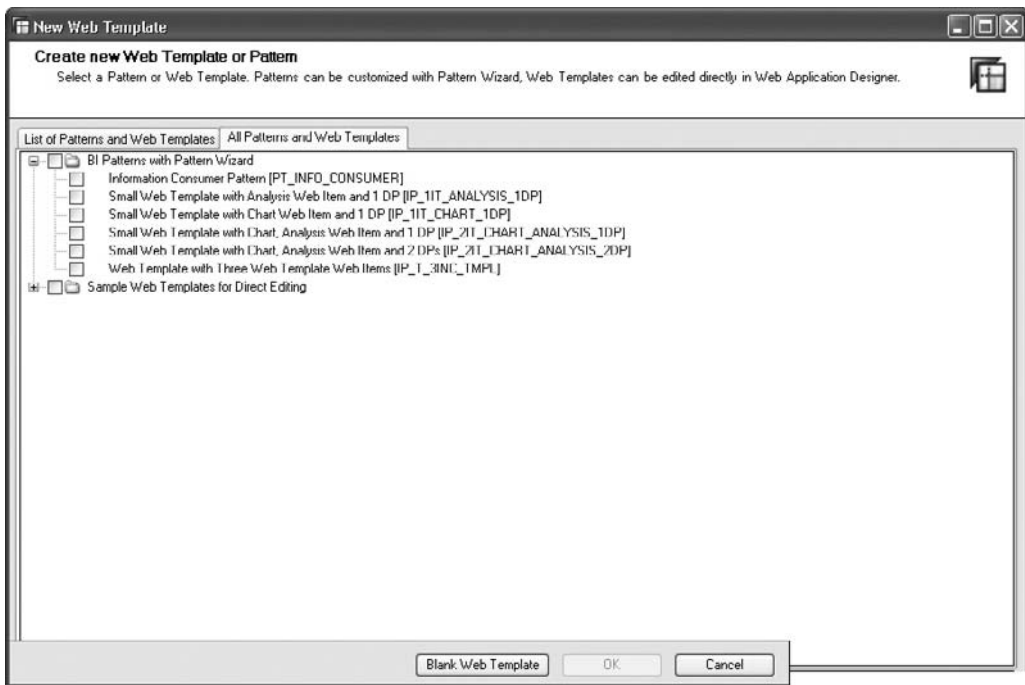 New Web Template
Create new Web Template or Pattern
Select a Pattern or Web Template. Patterns can be customized with Pattern Wizard, Web Templates can be edited directly in Web Application Designer.
List of Patterns and Web Templates All Patterns and Web Templates
BI Patterns with Pattern Wizard
Information Consumer Pattern [PT_INFO_CONSUMER]
Small Web Template with Analysis Web Item and 1 DP [IP_1IT_ANALYSIS_1DP]
Small Web Template with Chart Web Item and 1 DP [IP_1IT_CHART_1DP]
Small Web Template with Chart, Analysis Web Item and 1 DP [IP_2IT_CHART_ANALYSIS_1DP]
Small Web Template with Chart, Analysis Web Item and 2 DPs [IP_2IT_CHART_ANALYSIS_2DP]
Web Template with Three Web Template Web Items [IP_T_3INC_TMPL]
Sample Web Templates for Direct Editing
Blank Web Template OK Cancel